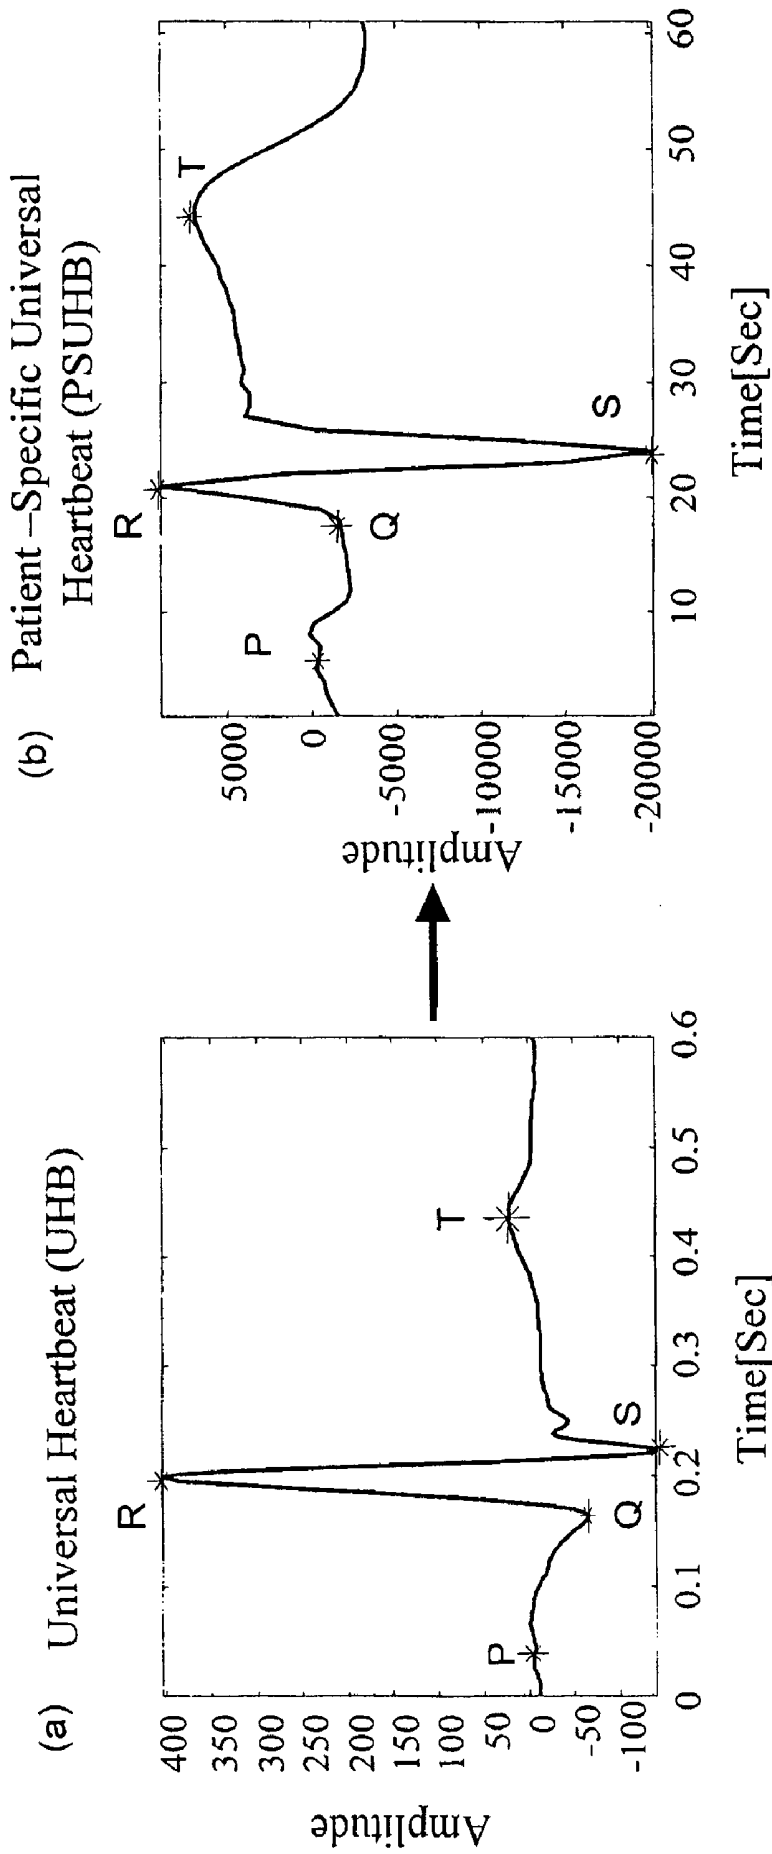 (a) Universal Heartbeat (UHB)
Amplitude
400
350
300
250
200
150
100
50
0
-50
-100
R
P
Q
S
T
0 0.1 0.2 0.3 0.4 0.5 0.6
Time[Sec]
(b) Patient–Specific Universal
Heartbeat (PSUHB)
Amplitude
5000
0
-5000
-10000
-15000
-20000
R
P
Q
S
T
10 20 30 40 50 60
Time[Sec]